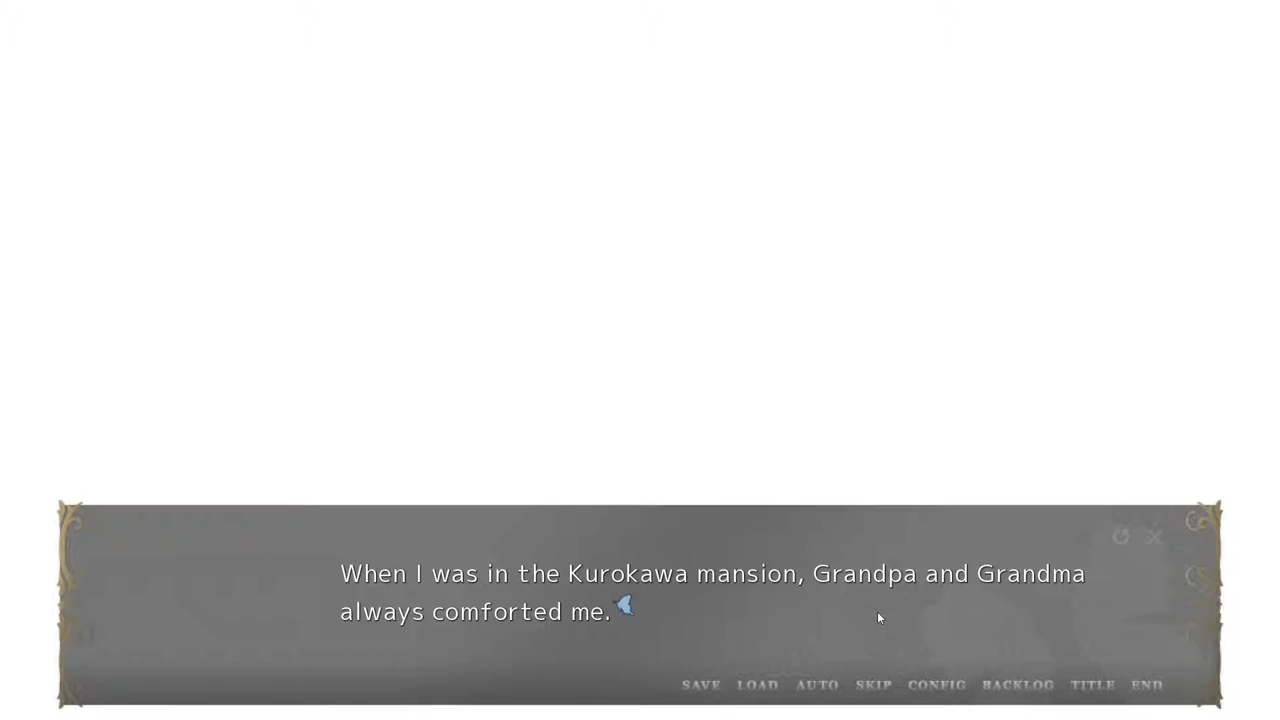 When I was in the Kurokawa mansion, Grandpa and Grandma
always comforted me.
SAVE LOAD AUTO SKIP CONFIG BACKLOG TITLE END